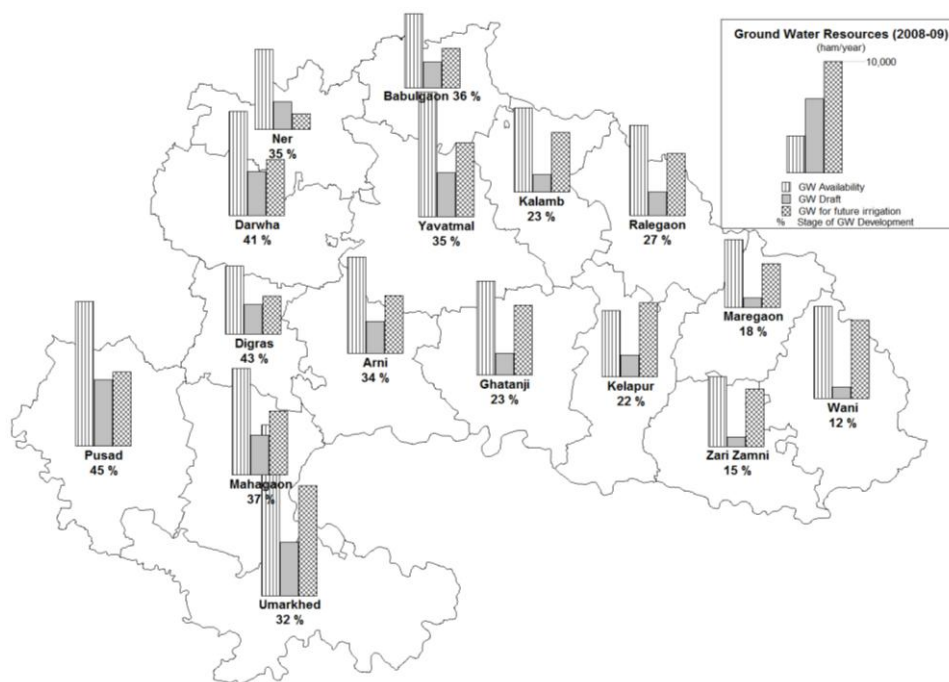 Ground Water Resources (2008-09)
(ham/year)
10,000
GW Availability
GW Draft
GW for future irrigation
% Stage of GW Development
Babulgaon 36 %
Ner
35 %
Darwha
41 %
Yavatmal
35 %
Kalamb
23 %
Ralegaon
27 %
Maregaon
18 %
Digras
43 %
Arni
34 %
Ghatanji
23 %
Kelapur
22 %
Wani
12 %
Pusad
45 %
Mahagaon
37 %
Zari Zamni
15 %
Umarkhed
32 %